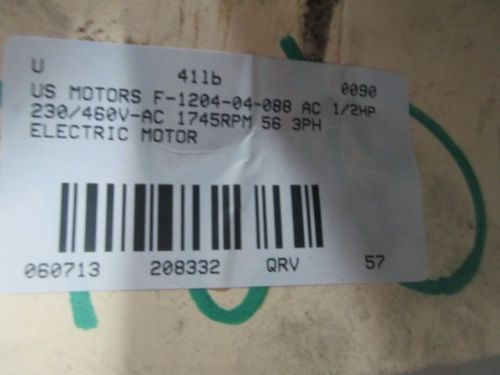 U 41lb 0090
US MOTORS F-1204-04-088 AC 1/2HP
230/460V-AC 1745RPM 56 3PH
ELECTRIC MOTOR
060713 208332 QRV 57